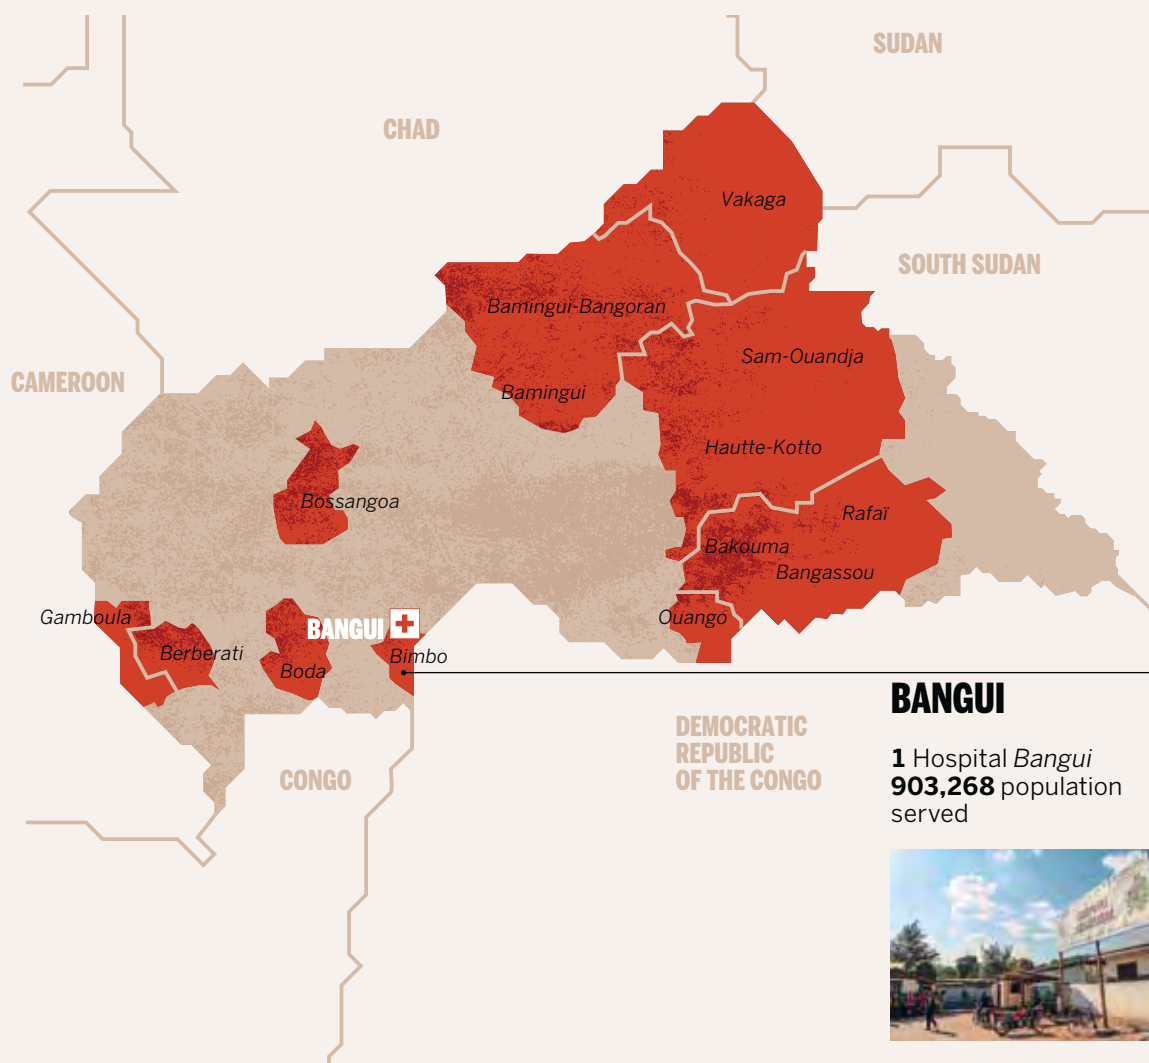 SUDAN
CHAD
Vakaga
SOUTH SUDAN
Bamingui-Bangoran
Sam-Ouandja
CAMEROON
Bamingui
Hautte-Kotto
Bossangoa
Rafaï
Bakouma
Bangassou
Gamboula
Ouango
BANGUI
Berberati
Bimbo
Boda
BANGUI
DEMOCRATIC
REPUBLIC
OF THE CONGO
CONGO
1 Hospital Bangui
903,268 population
served